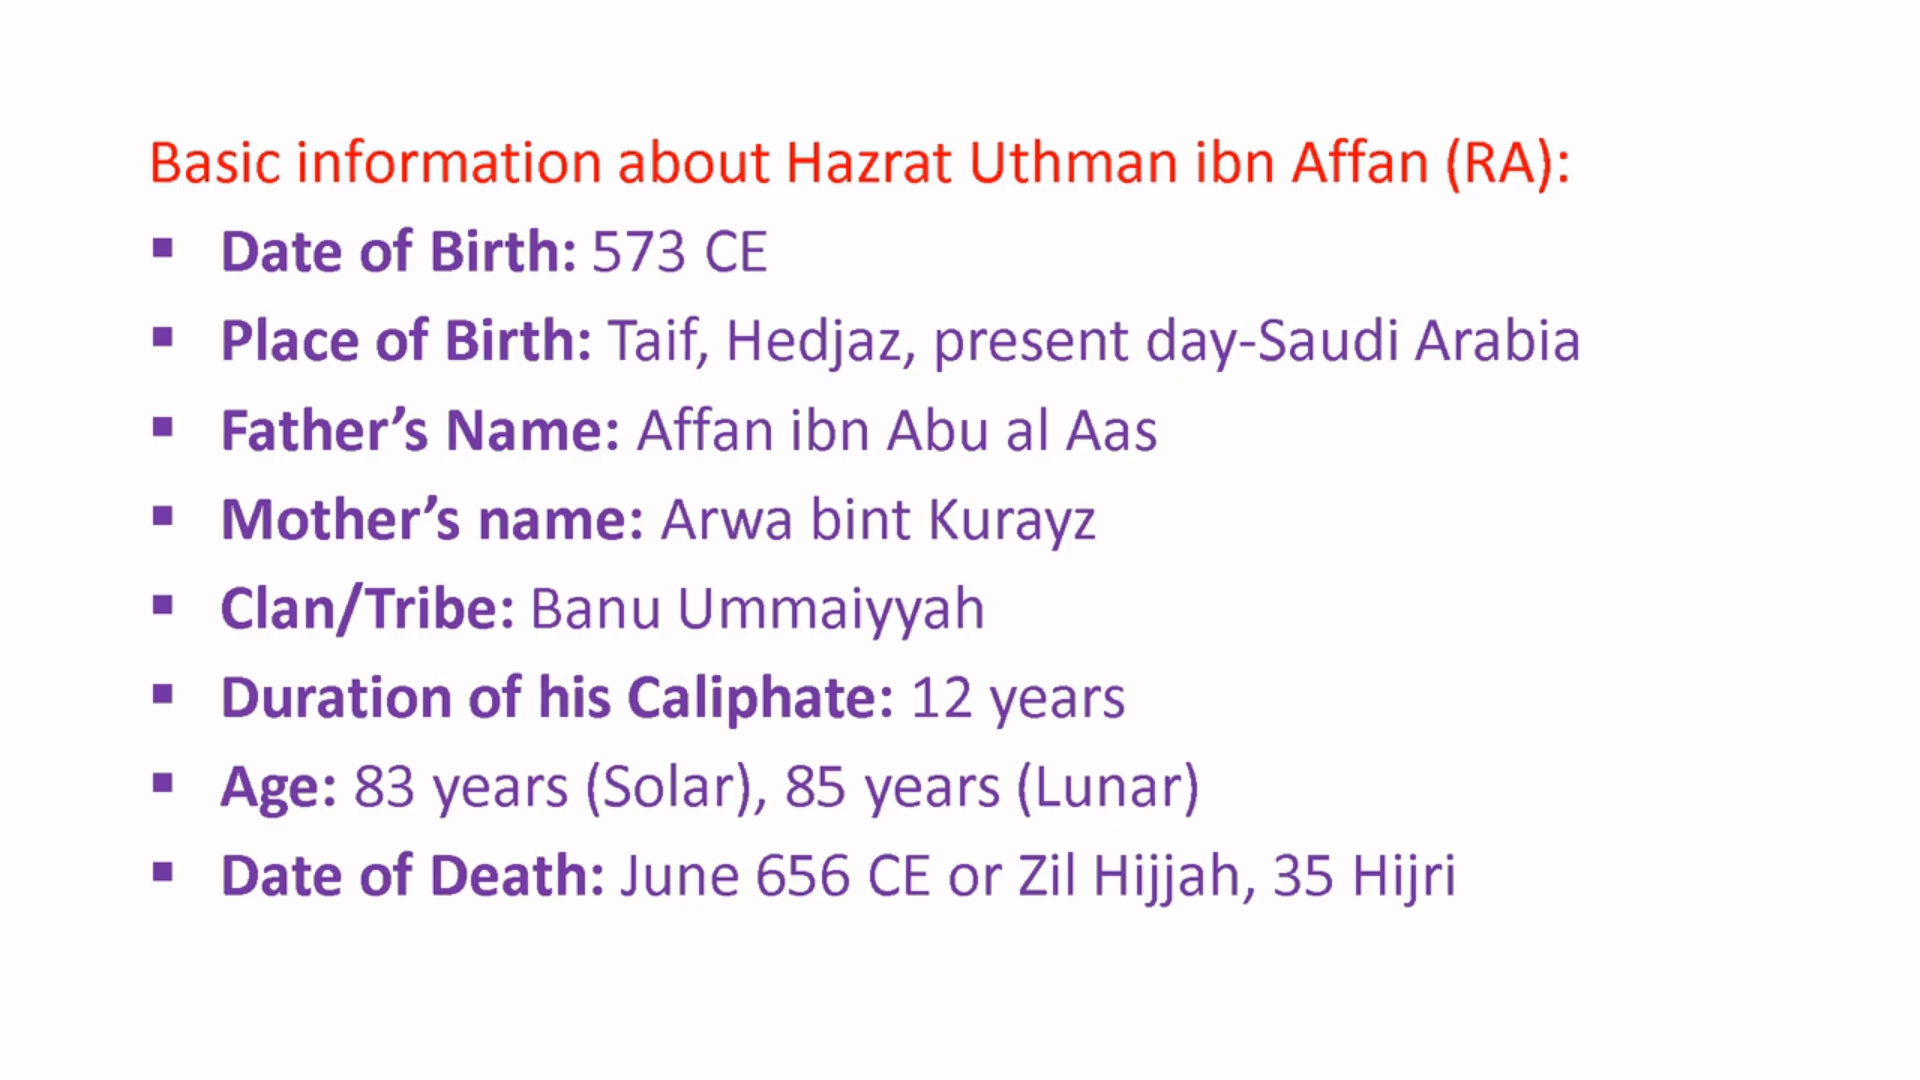 Basic information about Hazrat Uthman ibn Affan (RA):
▪ Date of Birth: 573 CE
▪ Place of Birth: Taif, Hedjaz, present day-Saudi Arabia
▪ Father’s Name: Affan ibn Abu al Aas
▪ Mother’s name: Arwa bint Kurayz
▪ Clan/Tribe: Banu Ummaiyyah
▪ Duration of his Caliphate: 12 years
▪ Age: 83 years (Solar), 85 years (Lunar)
▪ Date of Death: June 656 CE or Zil Hijjah, 35 Hijri